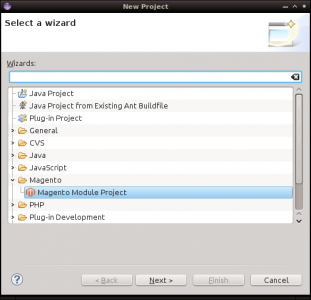 New Project
Select a wizard
Wizards:
Java Project
Java Project from Existing Ant Buildfile
Plug-in Project
General
CVS
Java
JavaScript
Magento
Magento Module Project
PHP
Plug-in Development
< Back
Next >
Finish
Cancel